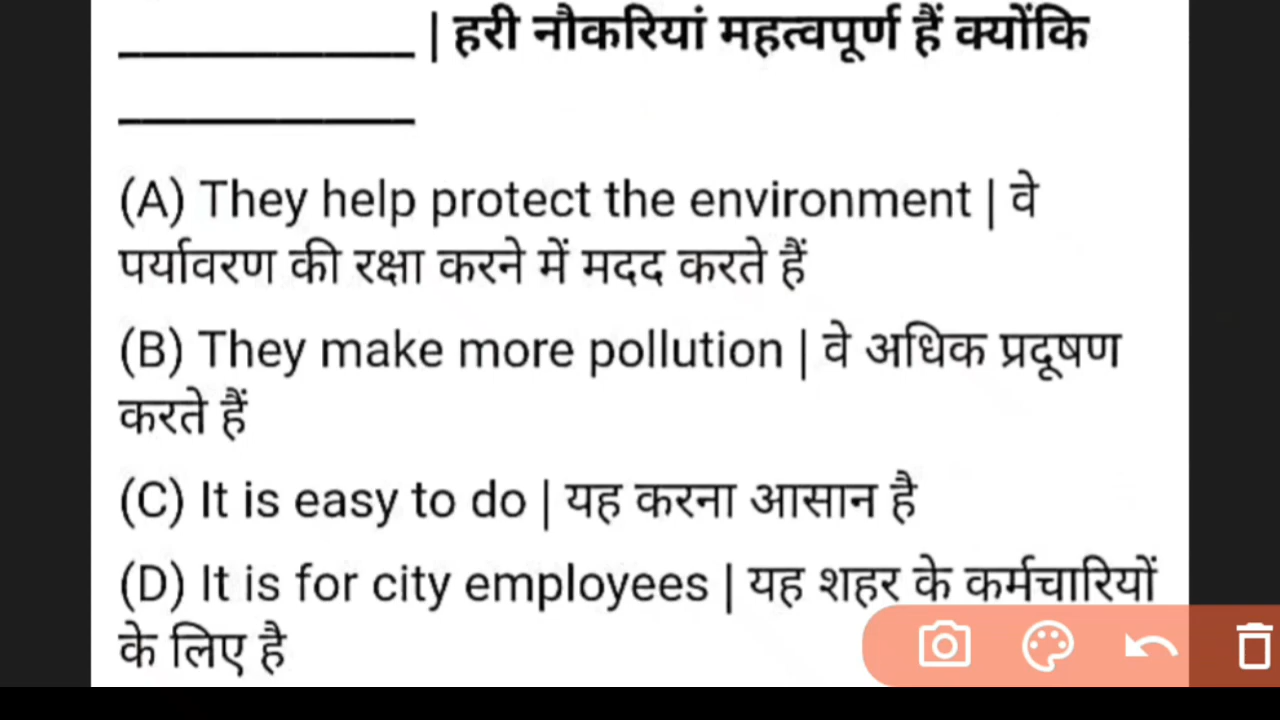 ____________ | हरी नौकरियां महत्वपूर्ण हैं क्योंकि
____________
(A) They help protect the environment | वे
पर्यावरण की रक्षा करने में मदद करते हैं
(B) They make more pollution | वे अधिक प्रदूषण
करते हैं
(C) It is easy to do | यह करना आसान है
(D) It is for city employees | यह शहर के कर्मचारियों
के लिए है